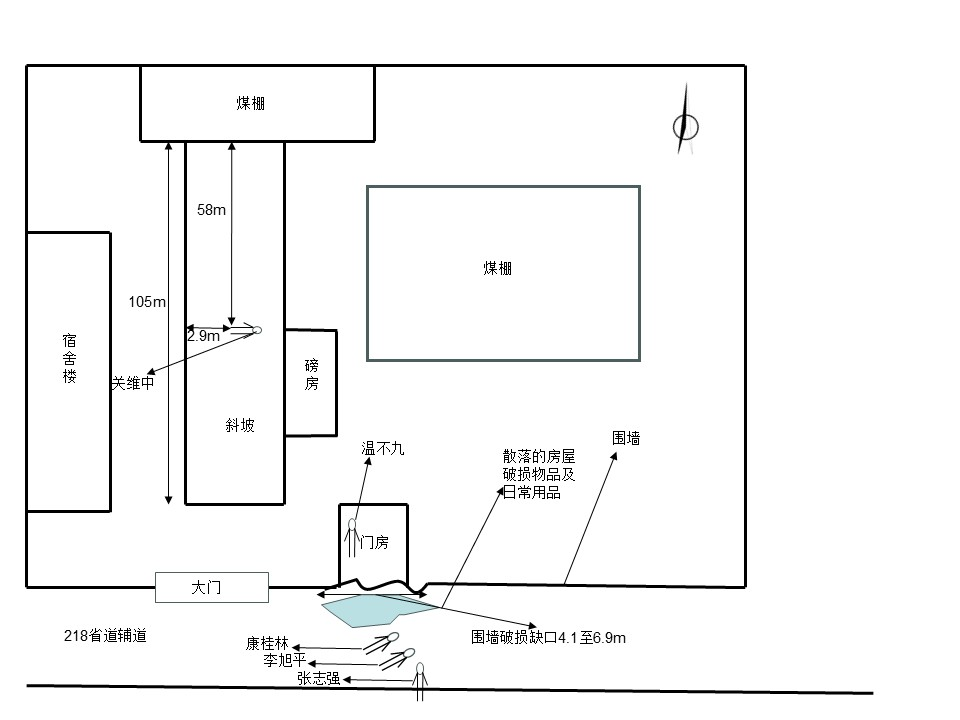 煤棚
58m
煤棚
105m
2.9m
宿舍楼
磅房
关维中
斜坡
围墙
温不九
散落的房屋
破损物品及
日常用品
门房
大门
218省道辅道
康桂林
围墙破损缺口4.1至6.9m
李旭平
张志强